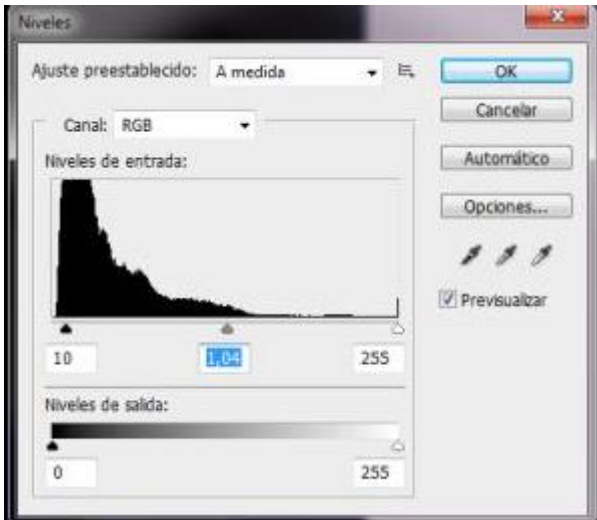 Niveles
Ajuste preestablecido: A medida
OK
Canal: RGB
Cancelar
Niveles de entrada:
Automático
Opciones...
Previsualizar
10 1,04 255
Niveles de salida:
0 255